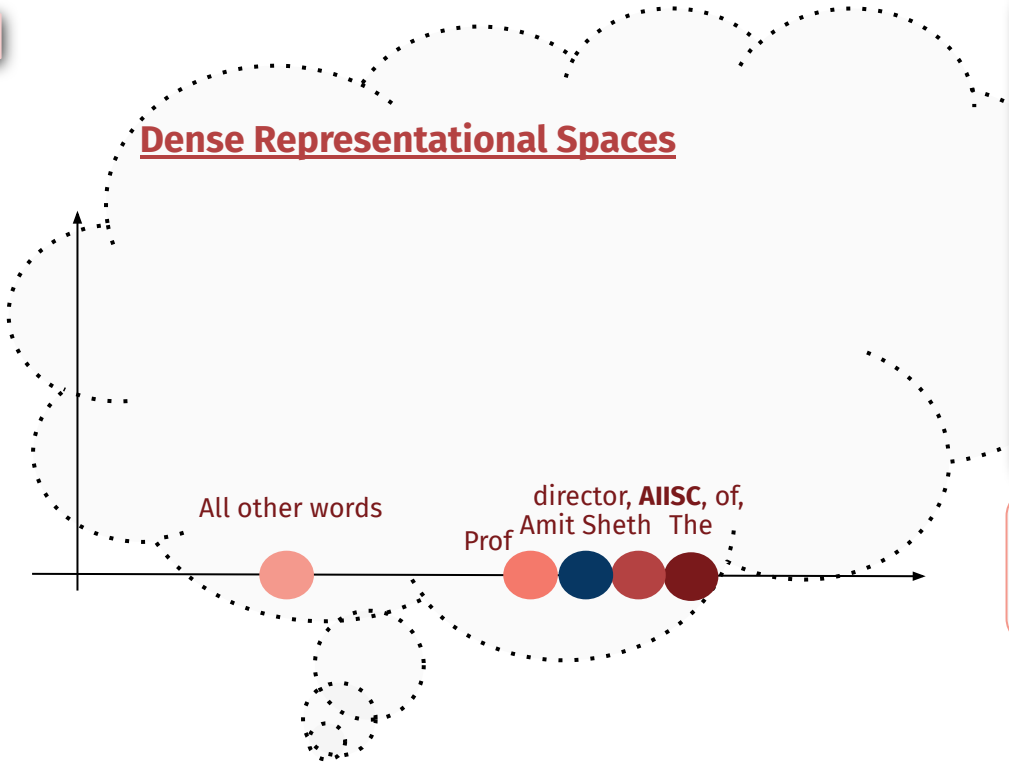 Dense Representational Spaces
All other words
director, AIISC, of,
Amit Sheth The
Prof